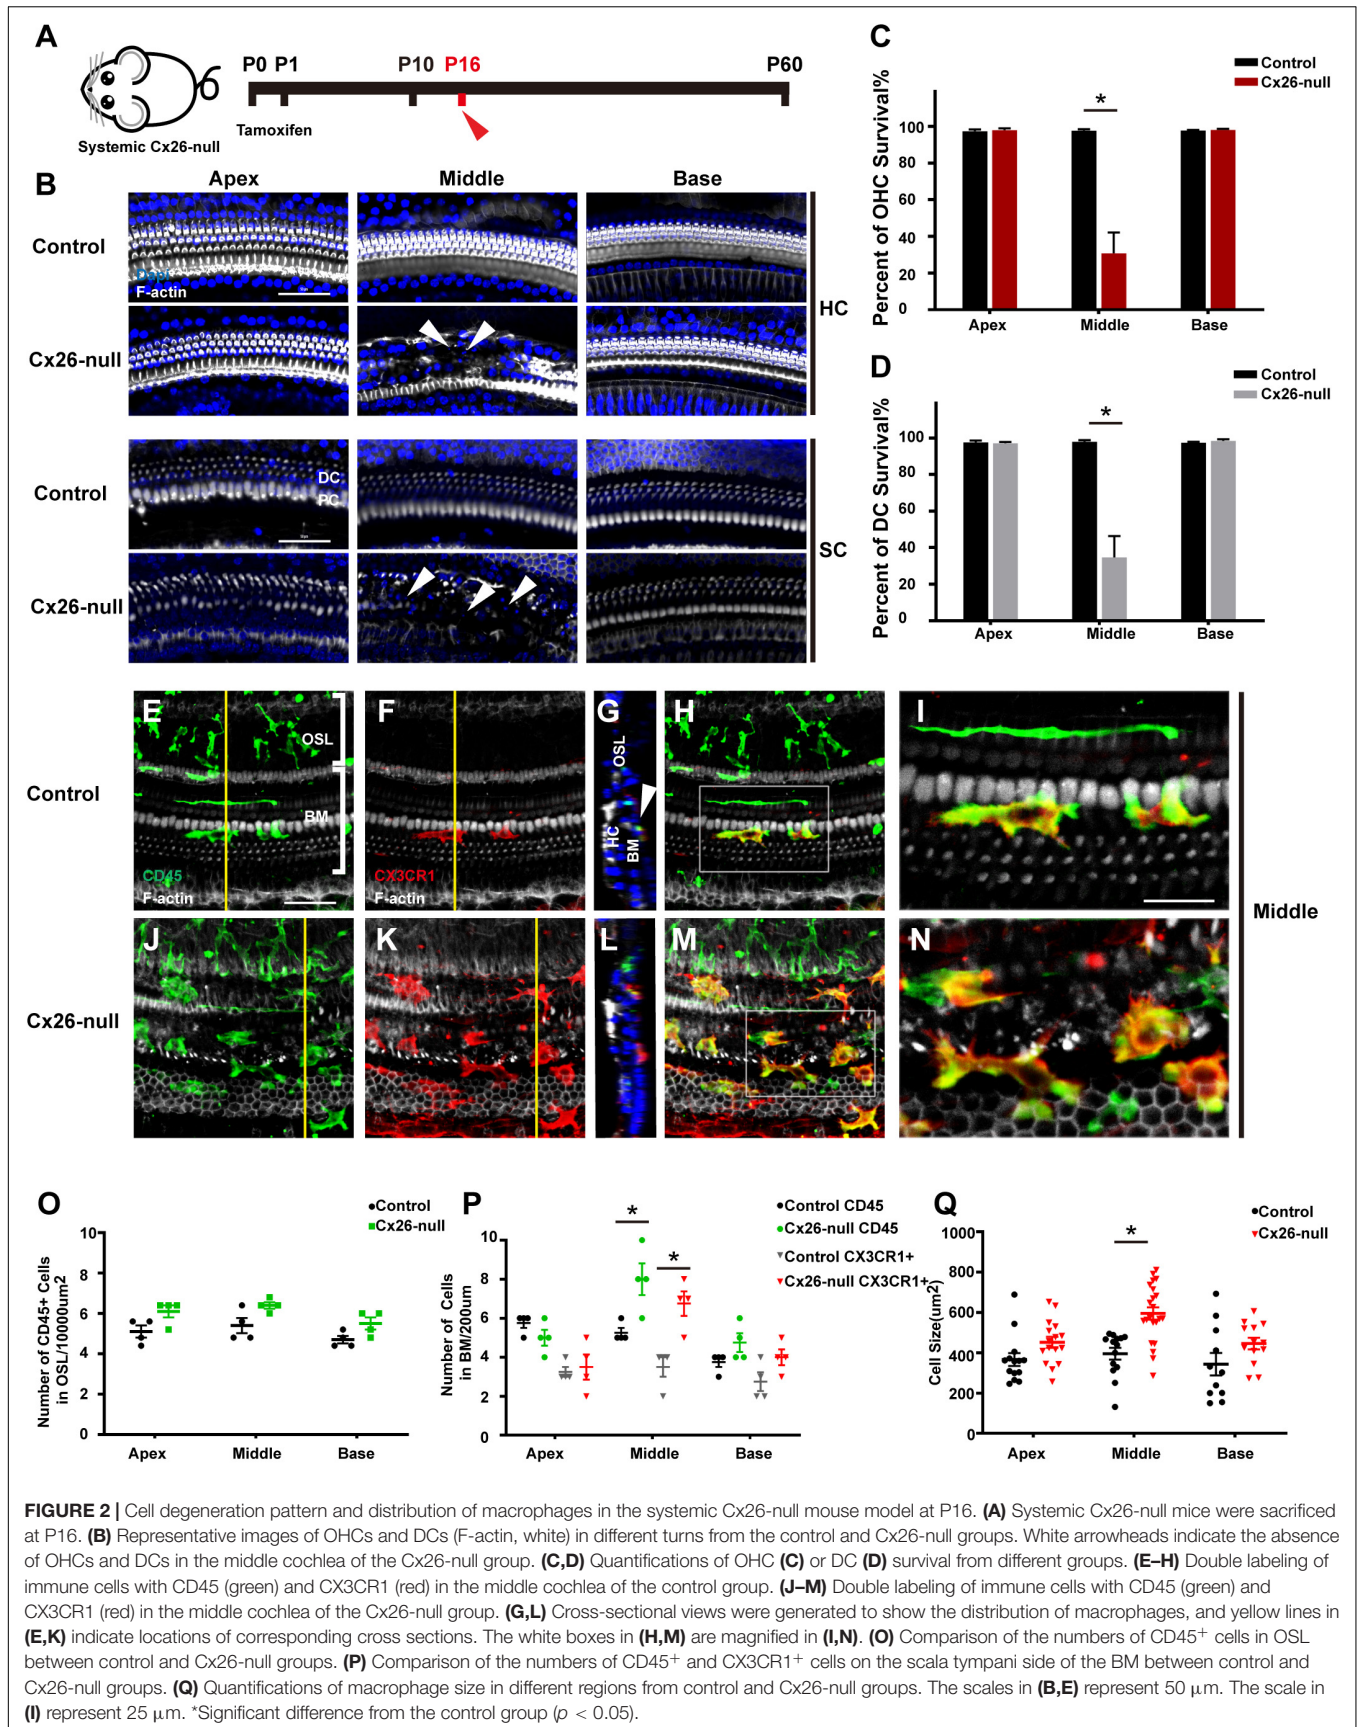 A
P0 P1 P10 P16 P60
Tamoxifen
Systemic Cx26-null
B
Apex Middle Base
Control
Dapi
F-actin
HC
Cx26-null
Control
DC
PC
SC
Cx26-null
C
Control
Cx26-null
*
Percent of OHC Survival%
100
80
60
40
20
0
Apex Middle Base
D
Control
Cx26-null
*
Percent of DC Survival%
100
80
60
40
20
0
Apex Middle Base
E F G H I
Control
OSL
BM
CD45
F-actin
CX3CR1
F-actin
OSL
HC
BM
Middle
J K L M N
Cx26-null
O
Control
Cx26-null
Number of CD45+ Cells
in OSL/10000um2
10
8
6
4
2
0
Apex Middle Base
P
Control CD45
Cx26-null CD45
Control CX3CR1+
Cx26-null CX3CR1+
* *
Number of Cells
in BM/200um
10
8
6
4
2
0
Apex Middle Base
Q
Control
Cx26-null
*
Cell Size(um2)
1000
800
600
400
200
0
Apex Middle Base
FIGURE 2 | Cell degeneration pattern and distribution of macrophages in the systemic Cx26-null mouse model at P16. (A) Systemic Cx26-null mice were sacrificed
at P16. (B) Representative images of OHCs and DCs (F-actin, white) in different turns from the control and Cx26-null groups. White arrowheads indicate the absence
of OHCs and DCs in the middle cochlea of the Cx26-null group. (C,D) Quantifications of OHC (C) or DC (D) survival from different groups. (E–H) Double labeling of
immune cells with CD45 (green) and CX3CR1 (red) in the middle cochlea of the control group. (J–M) Double labeling of immune cells with CD45 (green) and
CX3CR1 (red) in the middle cochlea of the Cx26-null group. (G,L) Cross-sectional views were generated to show the distribution of macrophages, and yellow lines in
(E,K) indicate locations of corresponding cross sections. The white boxes in (H,M) are magnified in (I,N). (O) Comparison of the numbers of CD45⁺ cells in OSL
between control and Cx26-null groups. (P) Comparison of the numbers of CD45⁺ and CX3CR1⁺ cells on the scala tympani side of the BM between control and
Cx26-null groups. (Q) Quantifications of macrophage size in different regions from control and Cx26-null groups. The scales in (B,E) represent 50 μm. The scale in
(I) represent 25 μm. *Significant difference from the control group (p < 0.05).